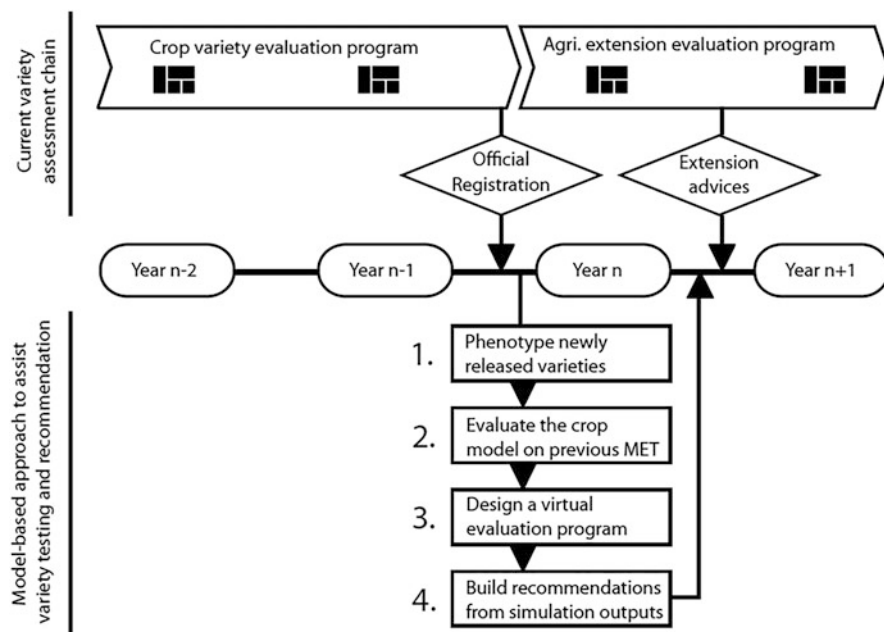 Current variety
assessment chain
Crop variety evaluation program
Agri. extension evaluation program
Official
Registration
Extension
advices
Year n-2
Year n-1
Year n
Year n+1
Model-based approach to assist
variety testing and recommendation
1.
Phenotype newly
released varieties
2.
Evaluate the crop
model on previous MET
3.
Design a virtual
evaluation program
4.
Build recommendations
from simulation outputs